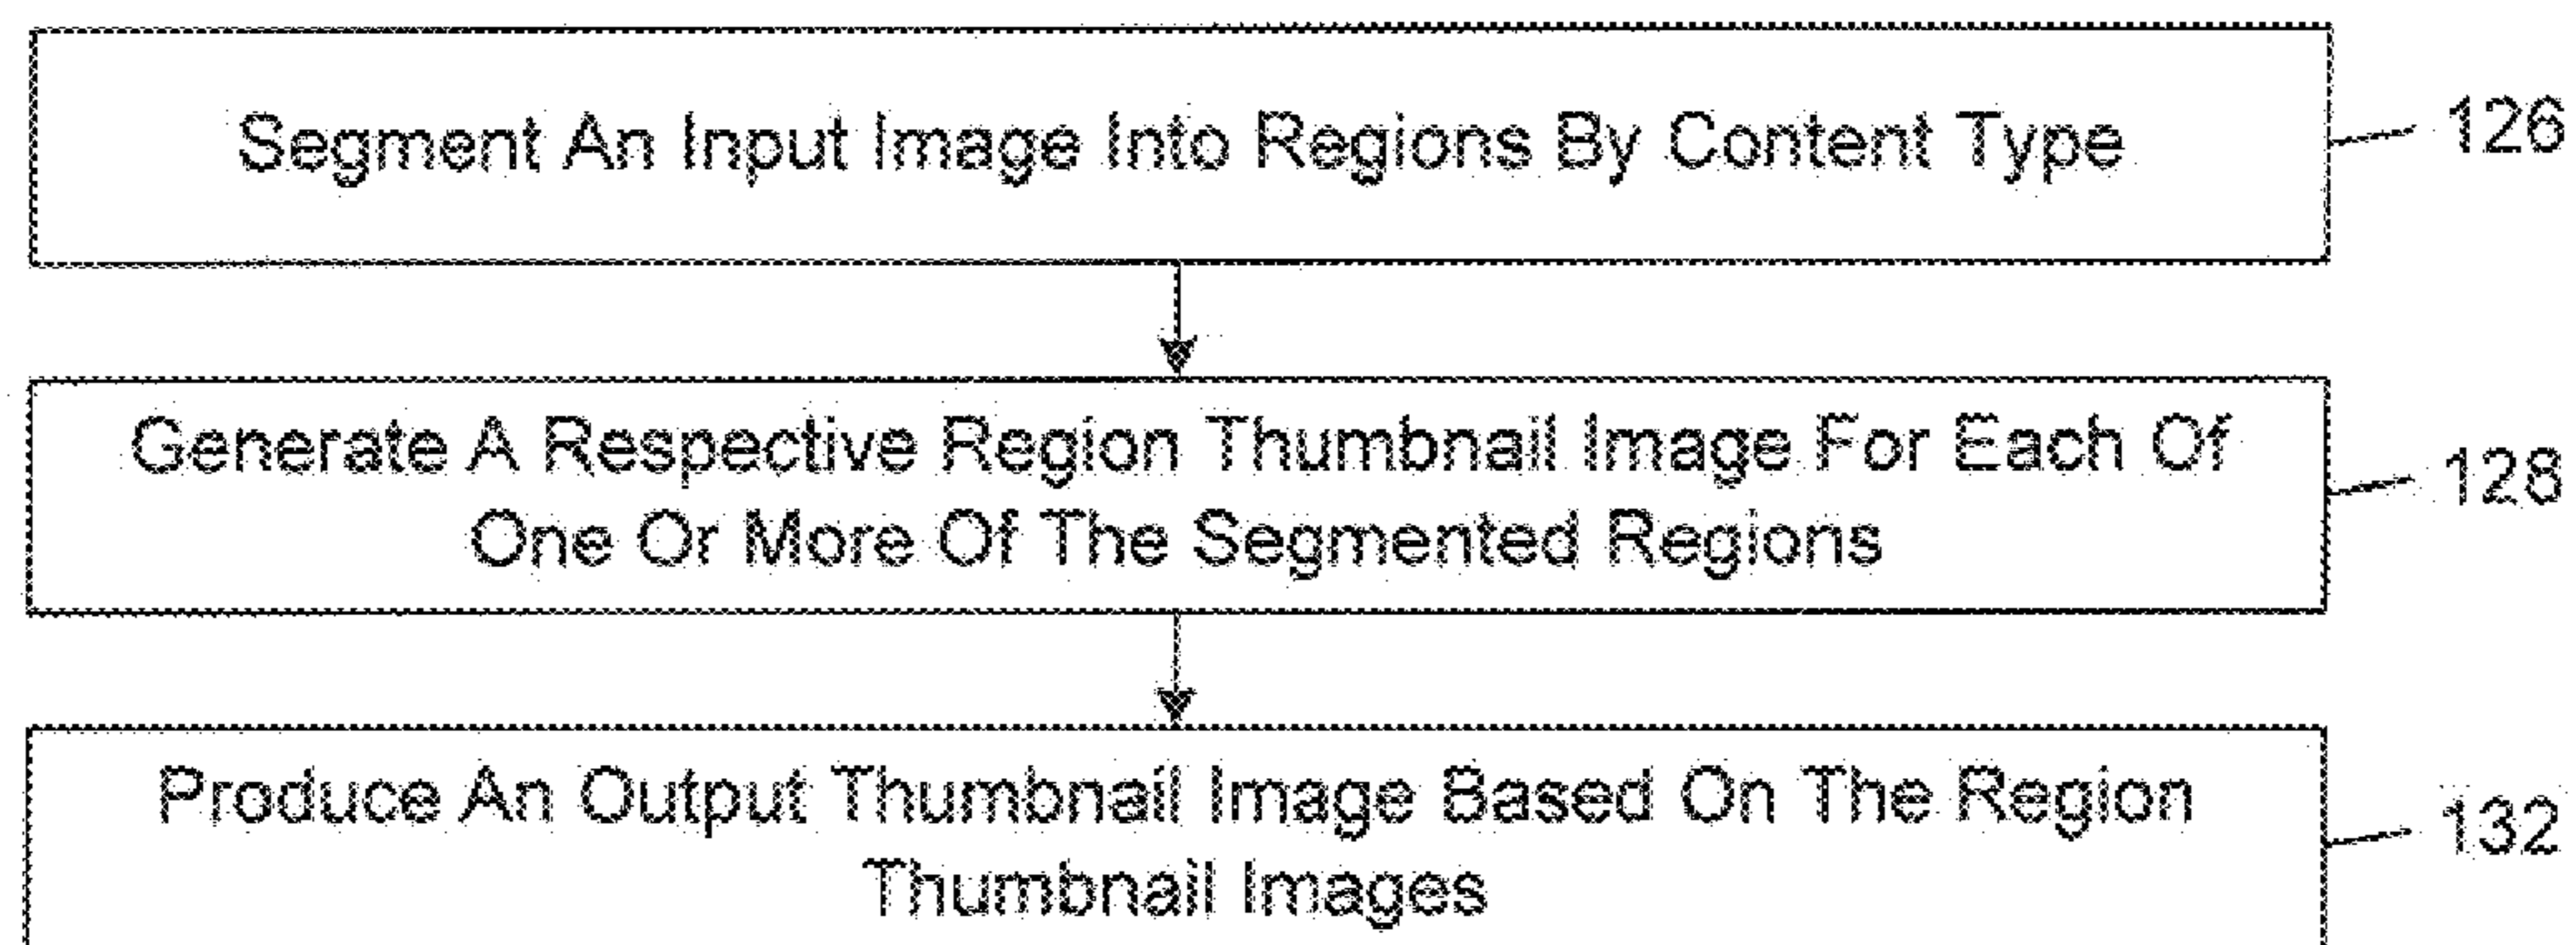 Segment An Input Image Into Regions By Content Type
126
Generate A Respective Region Thumbnail Image For Each Of
One Or More Of The Segmented Regions
128
Produce An Output Thumbnail Image Based On The Region
Thumbnail Images
132